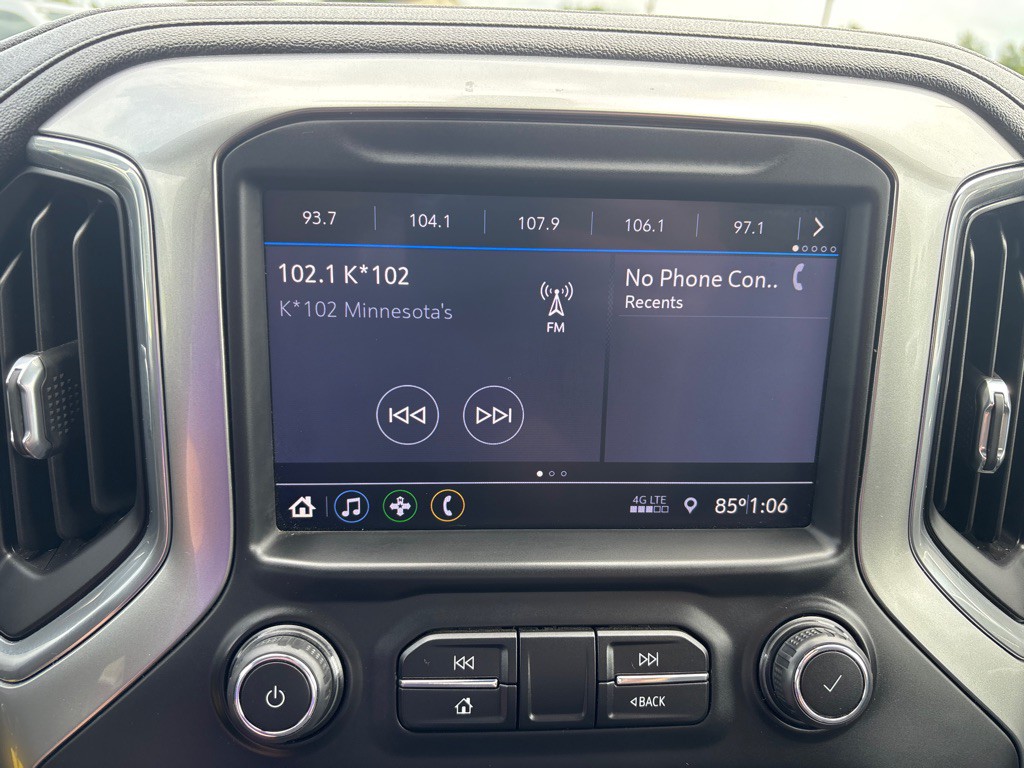 93.7 104.1 107.9 106.1 97.1
102.1 K*102
K*102 Minnesota's
FM
No Phone Con..
Recents
4G LTE
85° 1:06
BACK